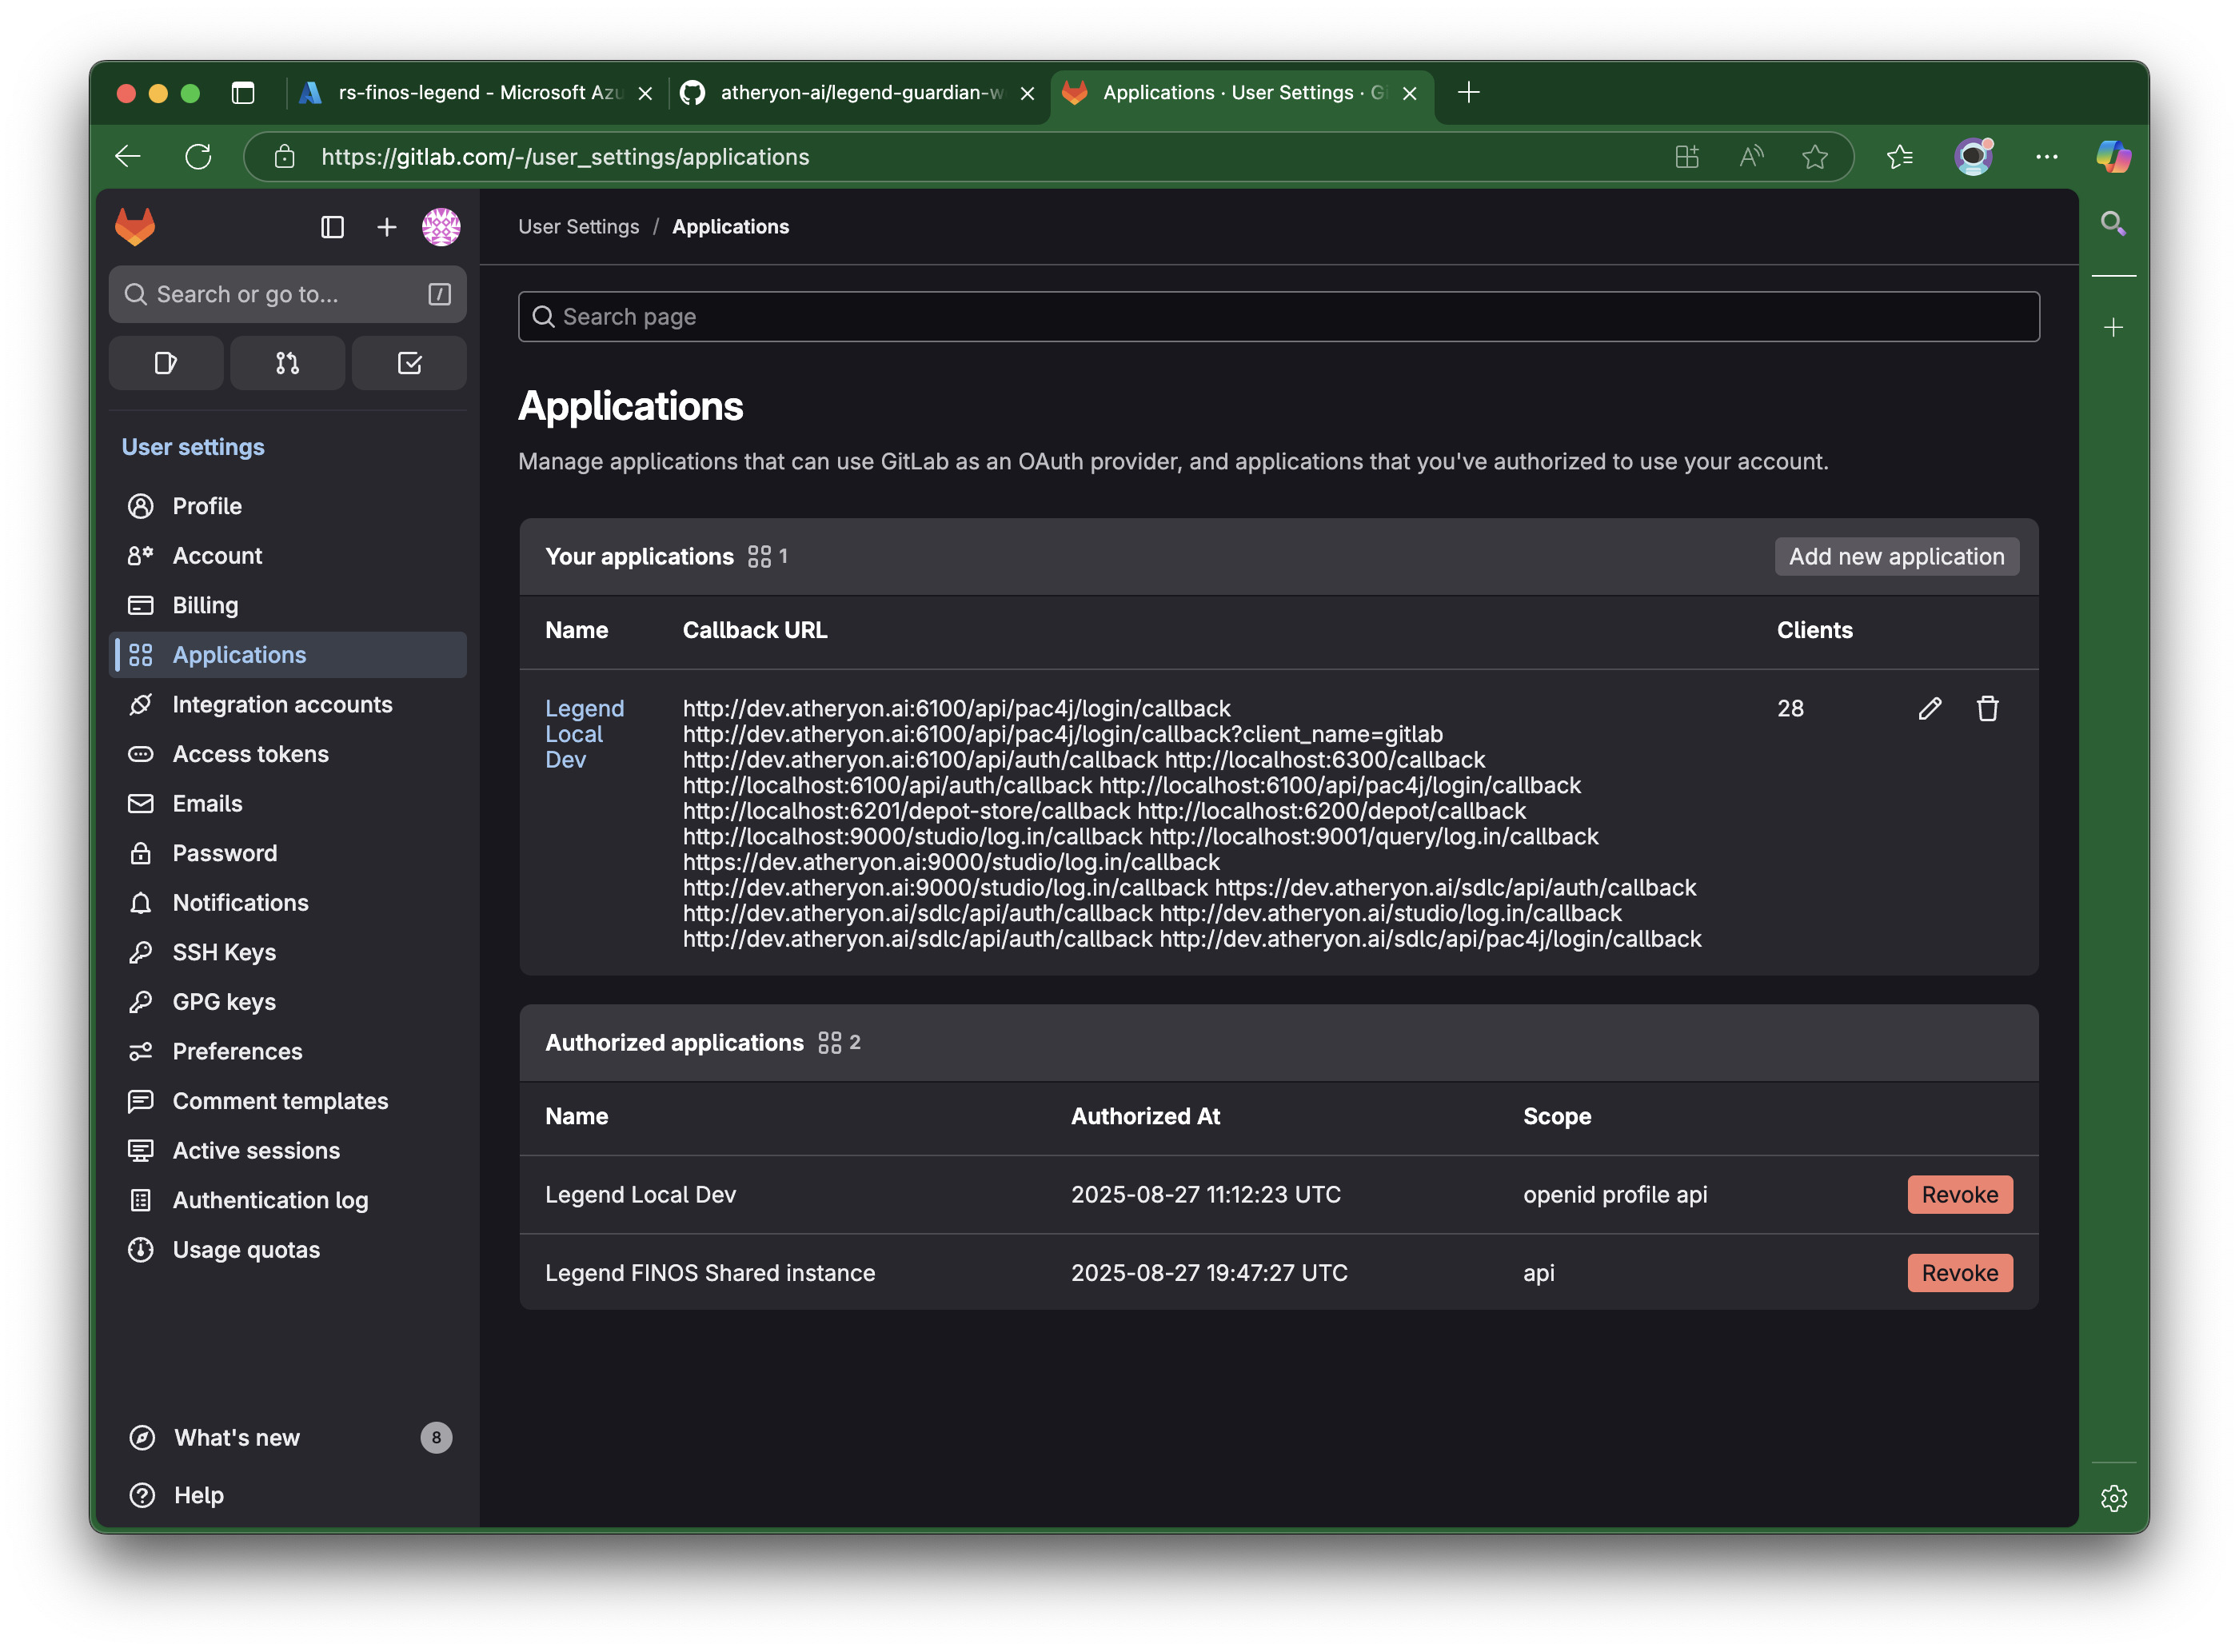 rs-finos-legend - Microsoft Azu
atheryon-ai/legend-guardian-w
Applications · User Settings · Gi
https://gitlab.com/-/user_settings/applications
Search or go to...
/
User settings
Profile
Account
Billing
Applications
Integration accounts
Access tokens
Emails
Password
Notifications
SSH Keys
GPG keys
Preferences
Comment templates
Active sessions
Authentication log
Usage quotas
What's new
8
Help
User Settings / Applications
Search page
Applications
Manage applications that can use GitLab as an OAuth provider, and applications that you've authorized to use your account.
Your applications 1
Add new application
Name Callback URL Clients
Legend
Local
Dev
http://dev.atheryon.ai:6100/api/pac4j/login/callback
http://dev.atheryon.ai:6100/api/pac4j/login/callback?client_name=gitlab
http://dev.atheryon.ai:6100/api/auth/callback http://localhost:6300/callback
http://localhost:6100/api/auth/callback http://localhost:6100/api/pac4j/login/callback
http://localhost:6201/depot-store/callback http://localhost:6200/depot/callback
http://localhost:9000/studio/log.in/callback http://localhost:9001/query/log.in/callback
https://dev.atheryon.ai:9000/studio/log.in/callback
http://dev.atheryon.ai:9000/studio/log.in/callback https://dev.atheryon.ai/sdlc/api/auth/callback
http://dev.atheryon.ai/sdlc/api/auth/callback http://dev.atheryon.ai/studio/log.in/callback
http://dev.atheryon.ai/sdlc/api/auth/callback http://dev.atheryon.ai/sdlc/api/pac4j/login/callback
28
Authorized applications 2
Name Authorized At Scope
Legend Local Dev 2025-08-27 11:12:23 UTC openid profile api Revoke
Legend FINOS Shared instance 2025-08-27 19:47:27 UTC api Revoke